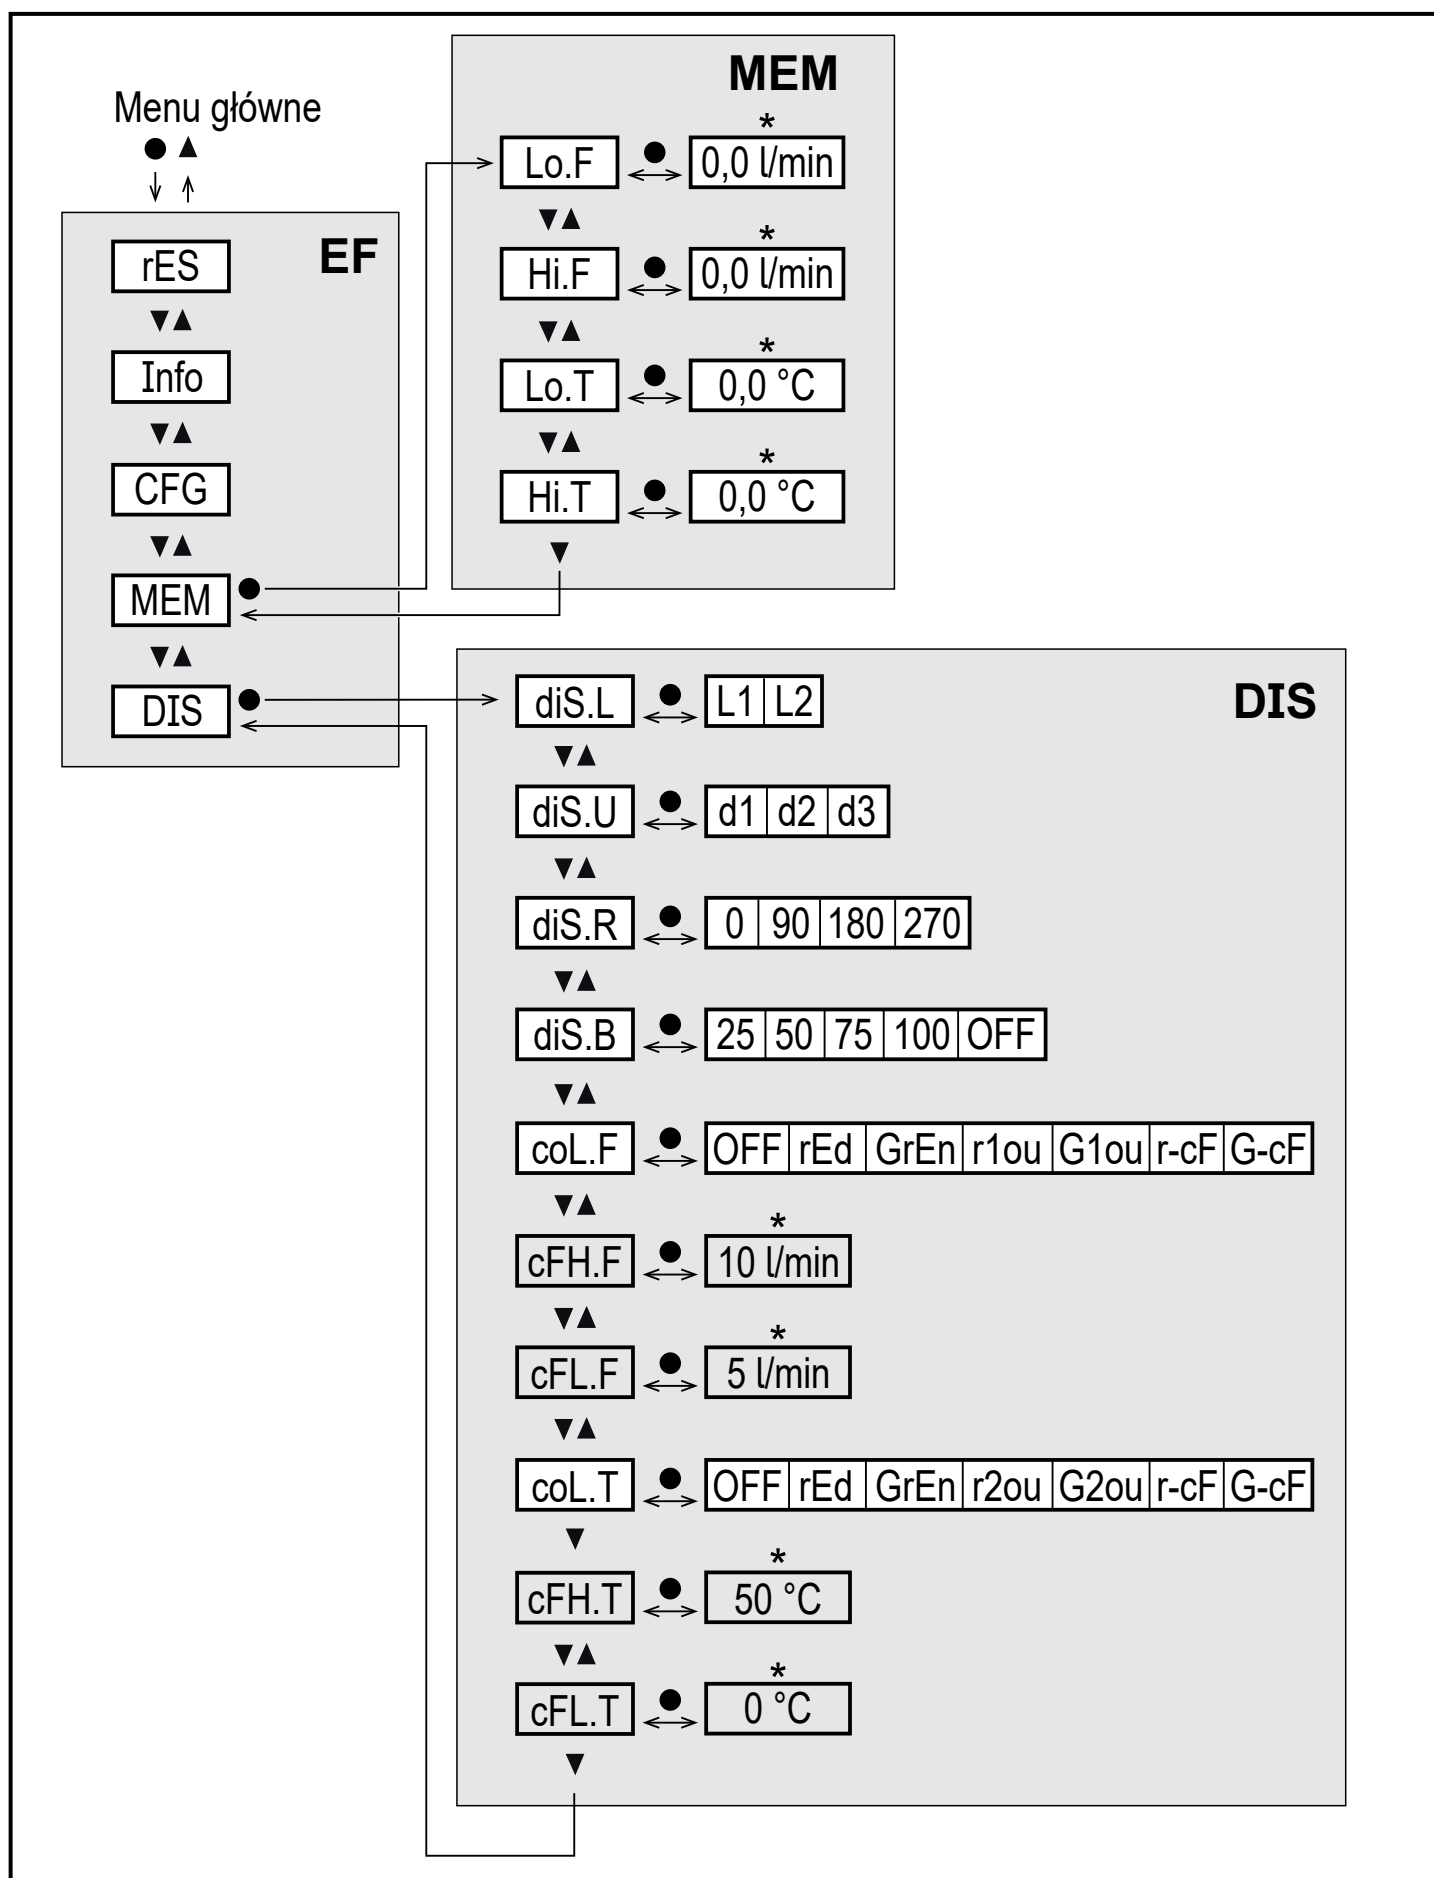 Menu główne
EF
rES
Info
CFG
MEM
DIS
MEM
*
Lo.F 0,0 l/min
*
Hi.F 0,0 l/min
*
Lo.T 0,0 °C
*
Hi.T 0,0 °C
DIS
diS.L L1 L2
diS.U d1 d2 d3
diS.R 0 90 180 270
diS.B 25 50 75 100 OFF
coL.F OFF rEd GrEn r1ou G1ou r-cF G-cF
*
cFH.F 10 l/min
*
cFL.F 5 l/min
coL.T OFF rEd GrEn r2ou G2ou r-cF G-cF
*
cFH.T 50 °C
*
cFL.T 0 °C